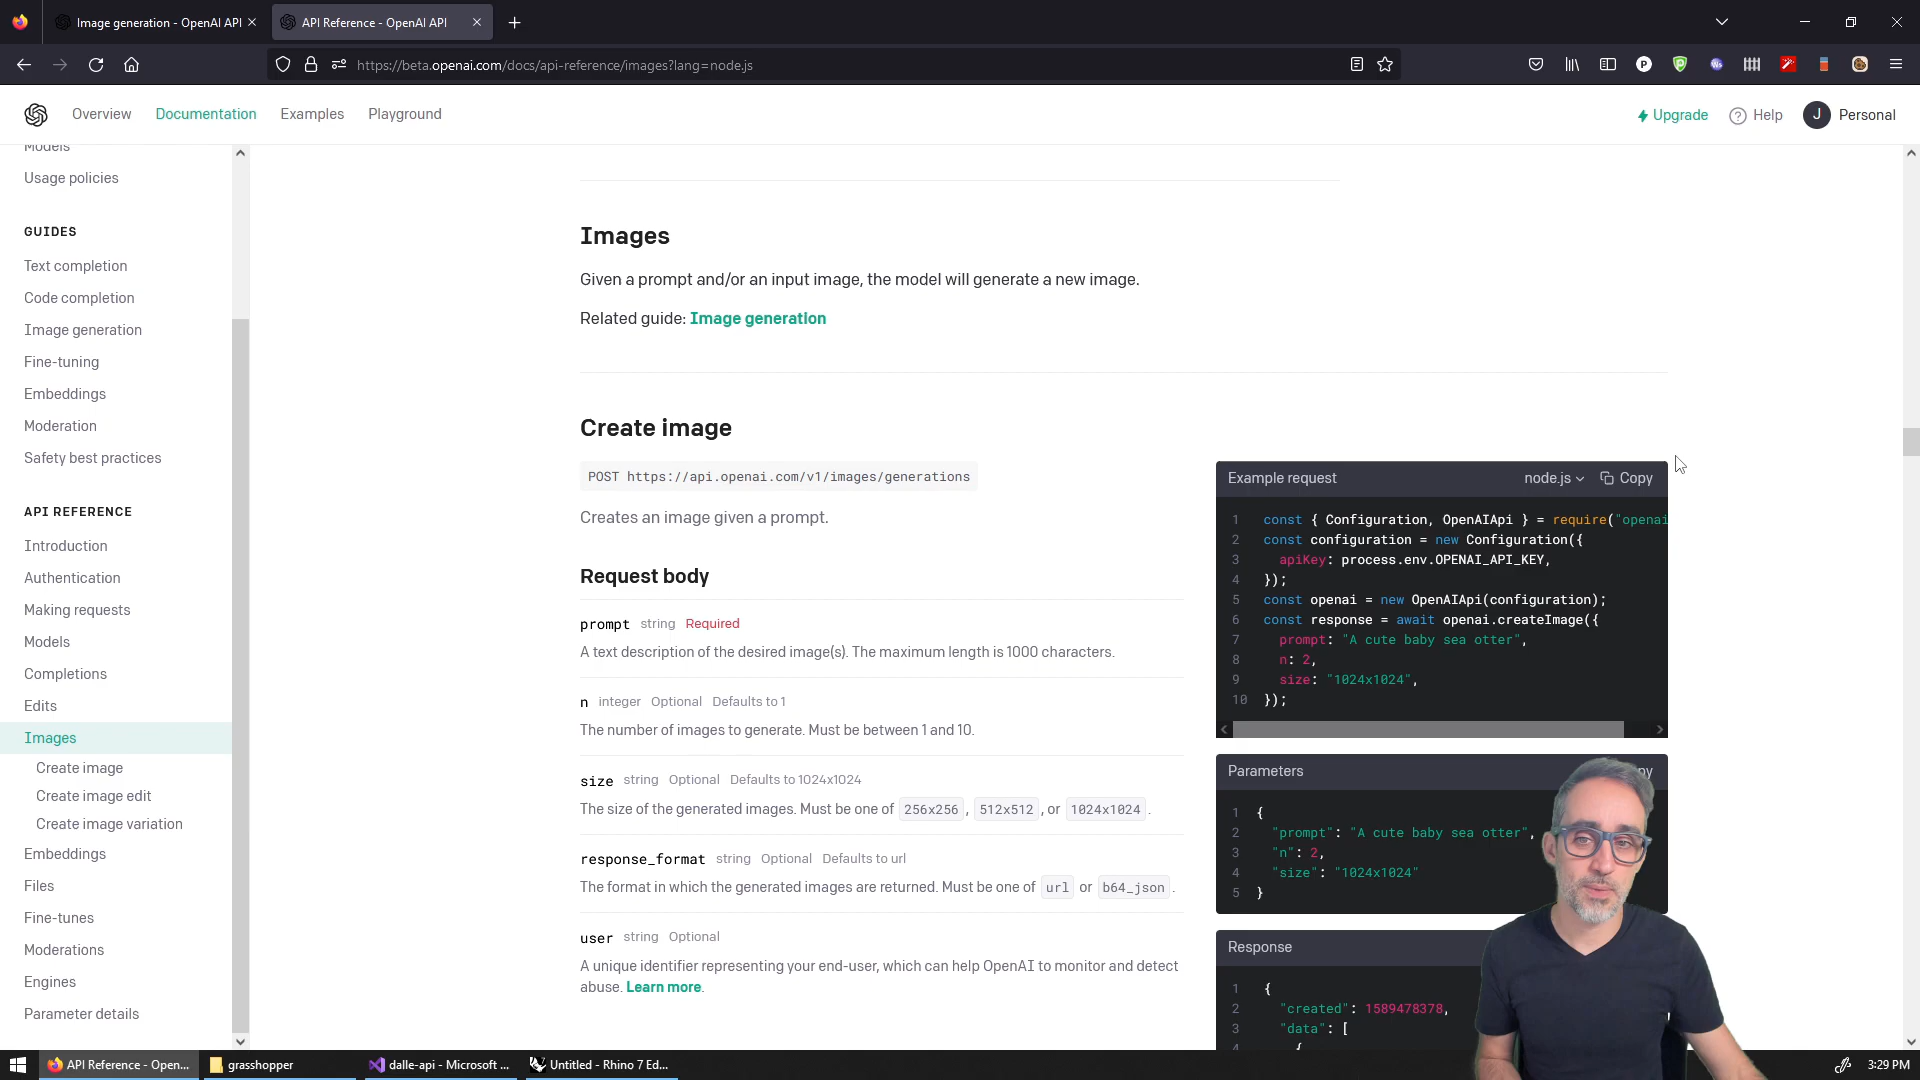 Image generation - OpenAI API
API Reference - OpenAI API
https://beta.openai.com/docs/api-reference/images?lang=node.js
Overview
Documentation
Examples
Playground
Upgrade
Help
J
Personal
Models
Usage policies
GUIDES
Text completion
Code completion
Image generation
Fine-tuning
Embeddings
Moderation
Safety best practices
API REFERENCE
Introduction
Authentication
Making requests
Models
Completions
Edits
Images
Create image
Create image edit
Create image variation
Embeddings
Files
Fine-tunes
Moderations
Engines
Parameter details
Images
Given a prompt and/or an input image, the model will generate a new image.
Related guide: Image generation
Create image
POST https://api.openai.com/v1/images/generations
Creates an image given a prompt.
Request body
prompt string Required
A text description of the desired image(s). The maximum length is 1000 characters.
n integer Optional Defaults to 1
The number of images to generate. Must be between 1 and 10.
size string Optional Defaults to 1024x1024
The size of the generated images. Must be one of 256x256, 512x512, or 1024x1024.
response_format string Optional Defaults to url
The format in which the generated images are returned. Must be one of url or b64_json.
user string Optional
A unique identifier representing your end-user, which can help OpenAI to monitor and detect
abuse. Learn more.
Example request node.js Copy
1 const { Configuration, OpenAIApi } = require("openai
2 const configuration = new Configuration({
3 apiKey: process.env.OPENAI_API_KEY,
4 });
5 const openai = new OpenAIApi(configuration);
6 const response = await openai.createImage({
7 prompt: "A cute baby sea otter",
8 n: 2,
9 size: "1024x1024",
10 });
Parameters
1 {
2 "prompt": "A cute baby sea otter",
3 "n": 2,
4 "size": "1024x1024"
5 }
Response
1 {
2 "created": 1589478378,
3 "data": [
4 {
API Reference - Open...
grasshopper
dalle-api - Microsoft ...
Untitled - Rhino 7 Ed...
3:29 PM